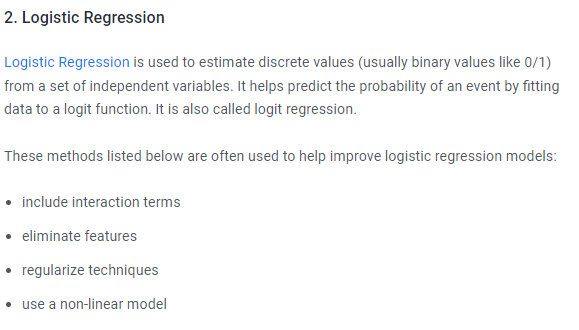 2. Logistic Regression
Logistic Regression is used to estimate discrete values (usually binary values like 0/1)
from a set of independent variables. It helps predict the probability of an event by fitting
data to a logit function. It is also called logit regression.
These methods listed below are often used to help improve logistic regression models:
• include interaction terms
• eliminate features
• regularize techniques
• use a non-linear model